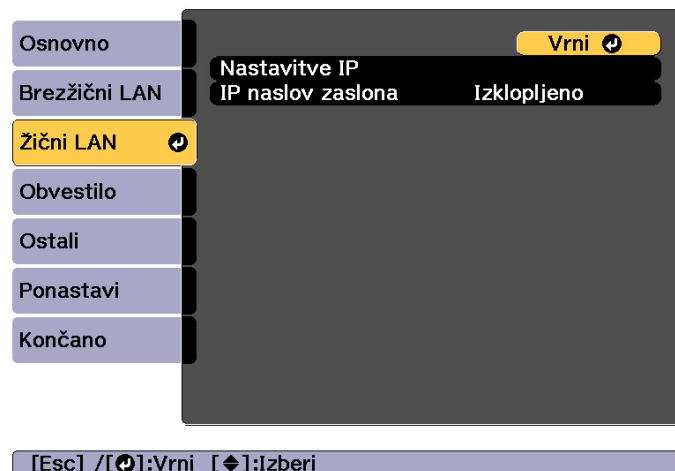 Osnovno
Brezžični LAN
Žični LAN
Obvestilo
Ostali
Ponastavi
Končano
Vrni
Nastavitve IP
IP naslov zaslona Izklopljeno
[Esc] /[]:Vrni []:Izberi